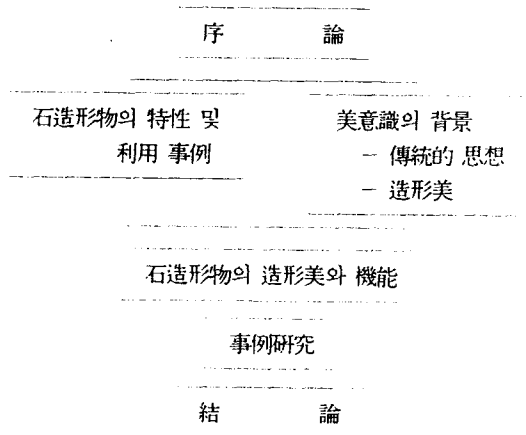 序 論
石造形物의 特性 및
利用 事例
美意識의 背景
- 傳統的 思想
- 造形美
石造形物의 造形美와 機能
事例研究
結 論